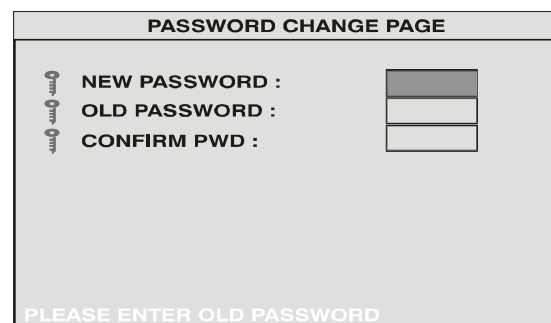 PASSWORD CHANGE PAGE
NEW PASSWORD :
OLD PASSWORD :
CONFIRM PWD :
PLEASE ENTER OLD PASSWORD